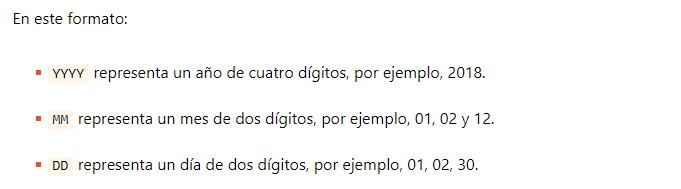 En este formato:
YYYY representa un año de cuatro dígitos, por ejemplo, 2018.
MM representa un mes de dos dígitos, por ejemplo, 01, 02 y 12.
DD representa un día de dos dígitos, por ejemplo, 01, 02, 30.